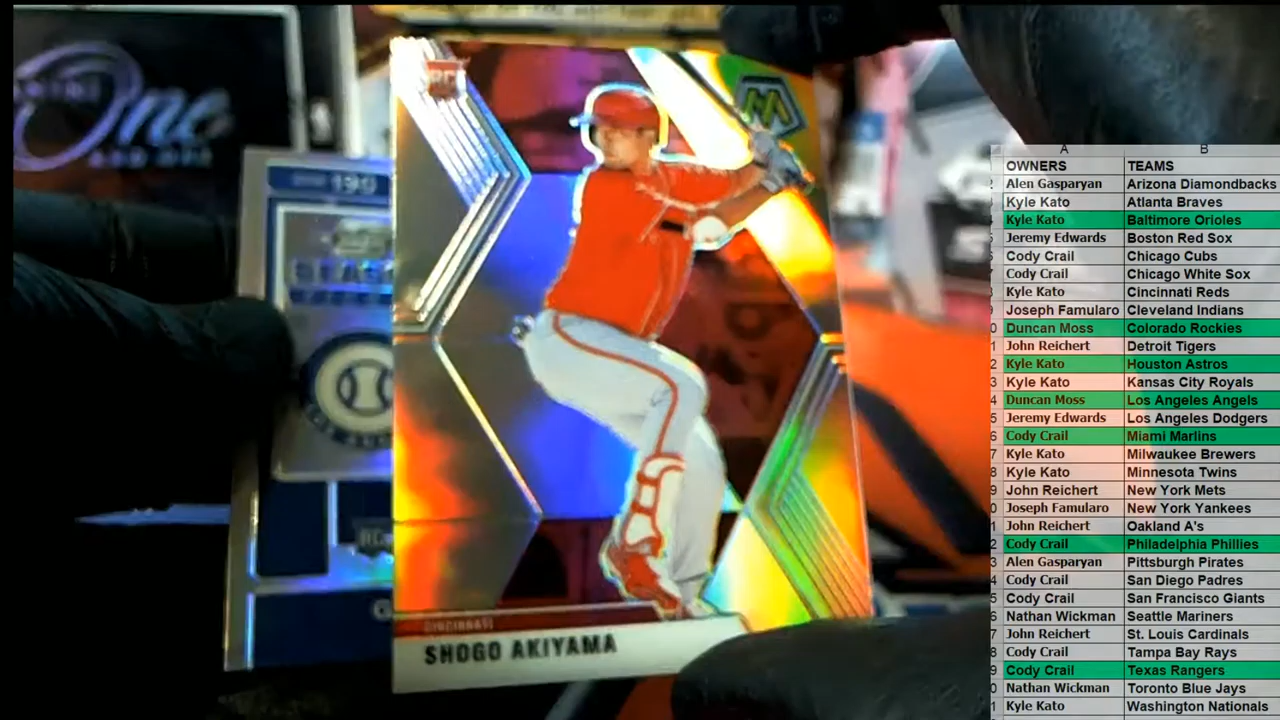 One
AND ONE
199
RC
CINCINNATI
SHOGO AKIYAMA
A B
OWNERS TEAMS
Alen Gasparyan Arizona Diamondbacks
Kyle Kato Atlanta Braves
Kyle Kato Baltimore Orioles
Jeremy Edwards Boston Red Sox
Cody Crail Chicago Cubs
Cody Crail Chicago White Sox
Kyle Kato Cincinnati Reds
Joseph Famularo Cleveland Indians
Duncan Moss Colorado Rockies
John Reichert Detroit Tigers
Kyle Kato Houston Astros
Kyle Kato Kansas City Royals
Duncan Moss Los Angeles Angels
Jeremy Edwards Los Angeles Dodgers
Cody Crail Miami Marlins
Kyle Kato Milwaukee Brewers
Kyle Kato Minnesota Twins
John Reichert New York Mets
Joseph Famularo New York Yankees
John Reichert Oakland A's
Cody Crail Philadelphia Phillies
Alen Gasparyan Pittsburgh Pirates
Cody Crail San Diego Padres
Cody Crail San Francisco Giants
Nathan Wickman Seattle Mariners
John Reichert St. Louis Cardinals
Cody Crail Tampa Bay Rays
Cody Crail Texas Rangers
Nathan Wickman Toronto Blue Jays
Kyle Kato Washington Nationals